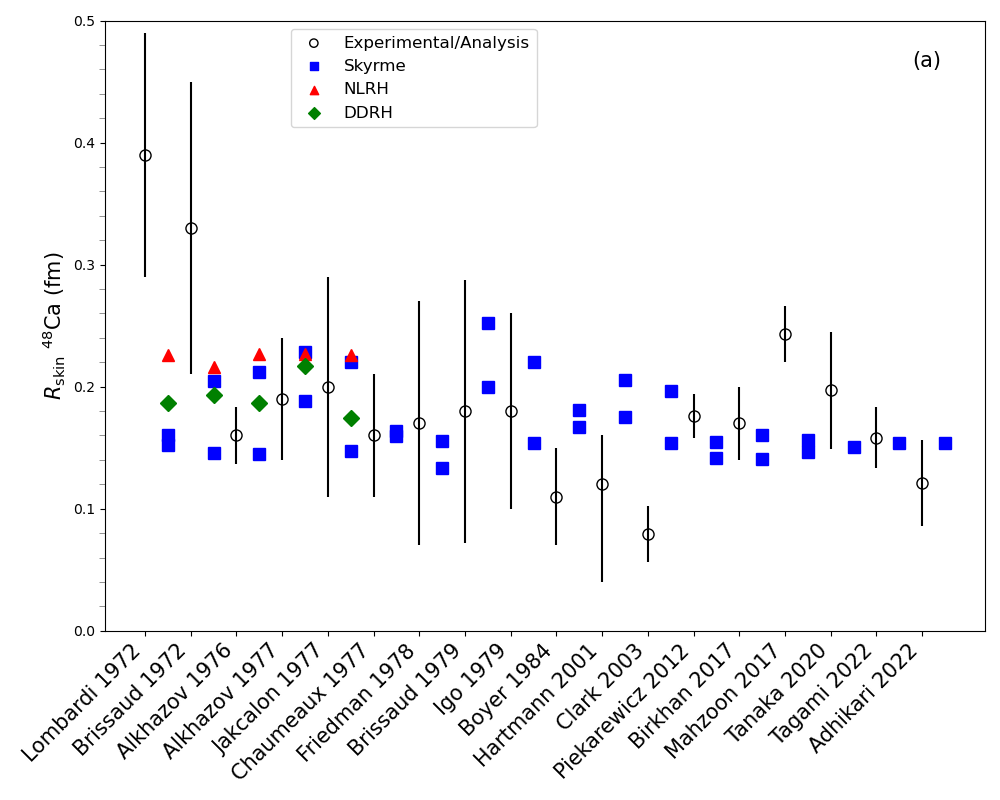 (a)
Experimental/Analysis
Skyrme
NLRH
DDRH
R_skin ⁴⁸Ca (fm)
0.5
0.4
0.3
0.2
0.1
0.0
Lombardi 1972
Brissaud 1972
Alkhazov 1976
Alkhazov 1977
Jakcalon 1977
Chaumeaux 1977
Friedman 1978
Brissaud 1979
Igo 1979
Boyer 1984
Hartmann 2001
Clark 2003
Piekarewicz 2012
Birkhan 2017
Mahzoon 2017
Tanaka 2020
Tagami 2022
Adhikari 2022